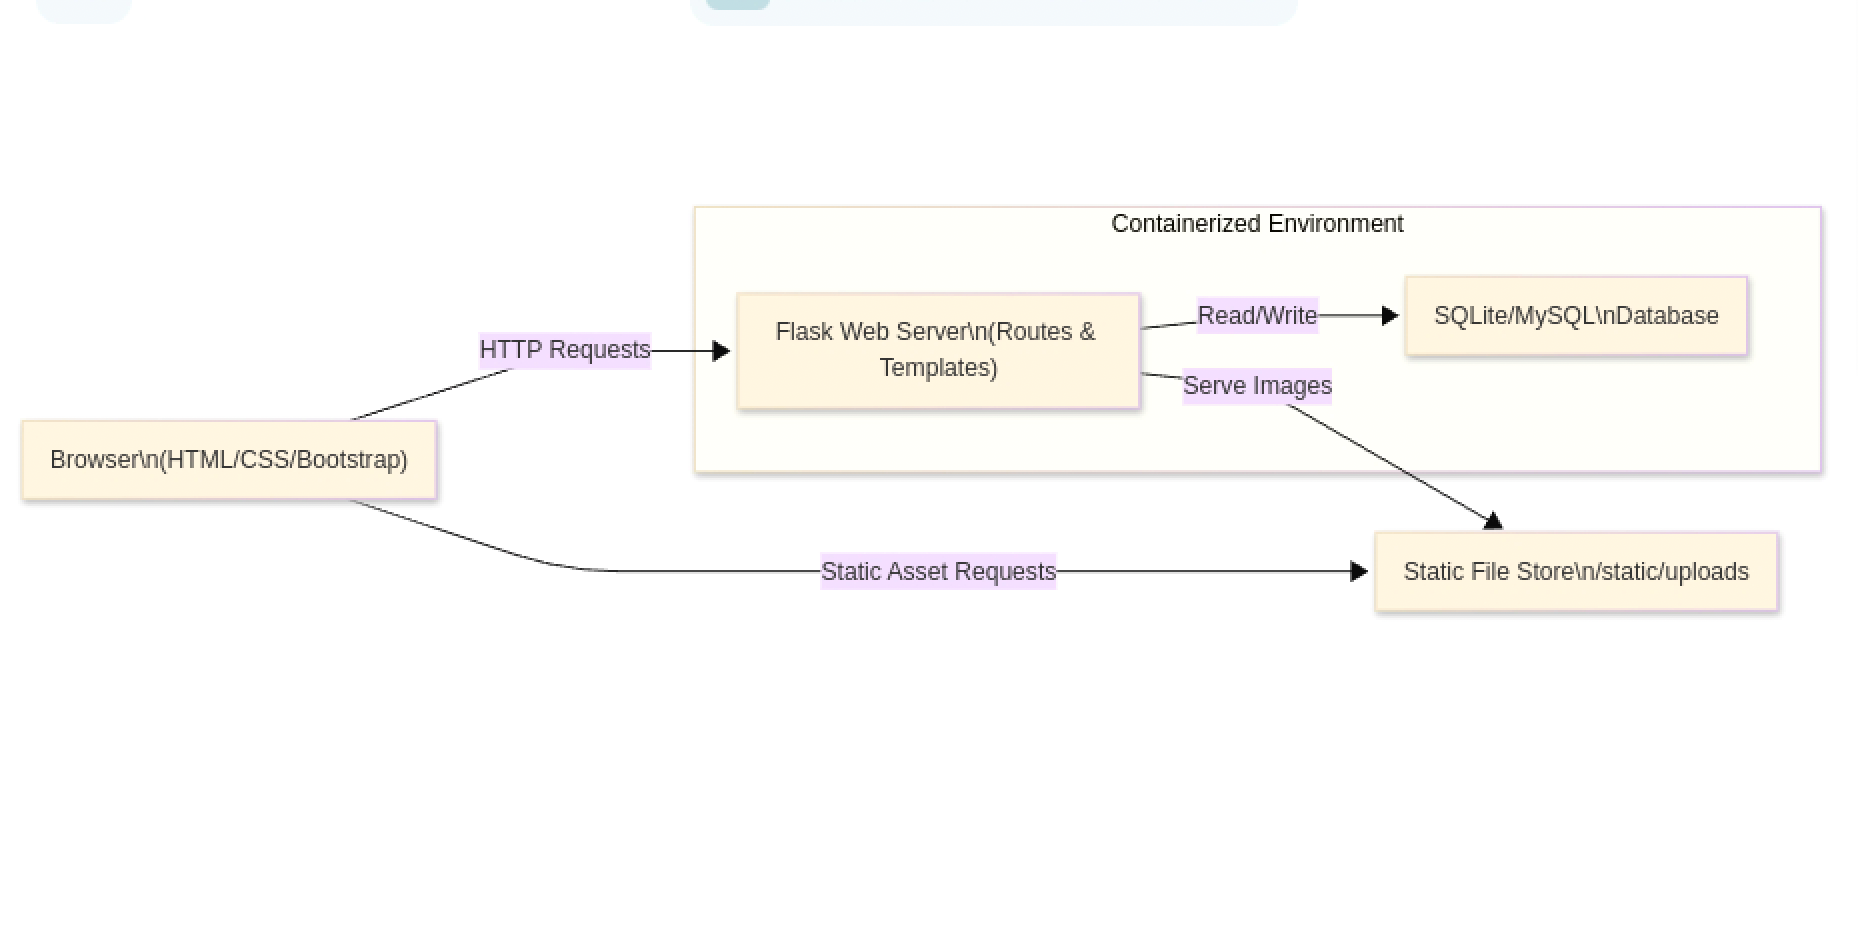 Containerized Environment
Read/Write
SQLite/MySQL\nDatabase
Flask Web Server\n(Routes &
Templates)
HTTP Requests
Serve Images
Browser\n(HTML/CSS/Bootstrap)
Static Asset Requests
Static File Store\n/static/uploads